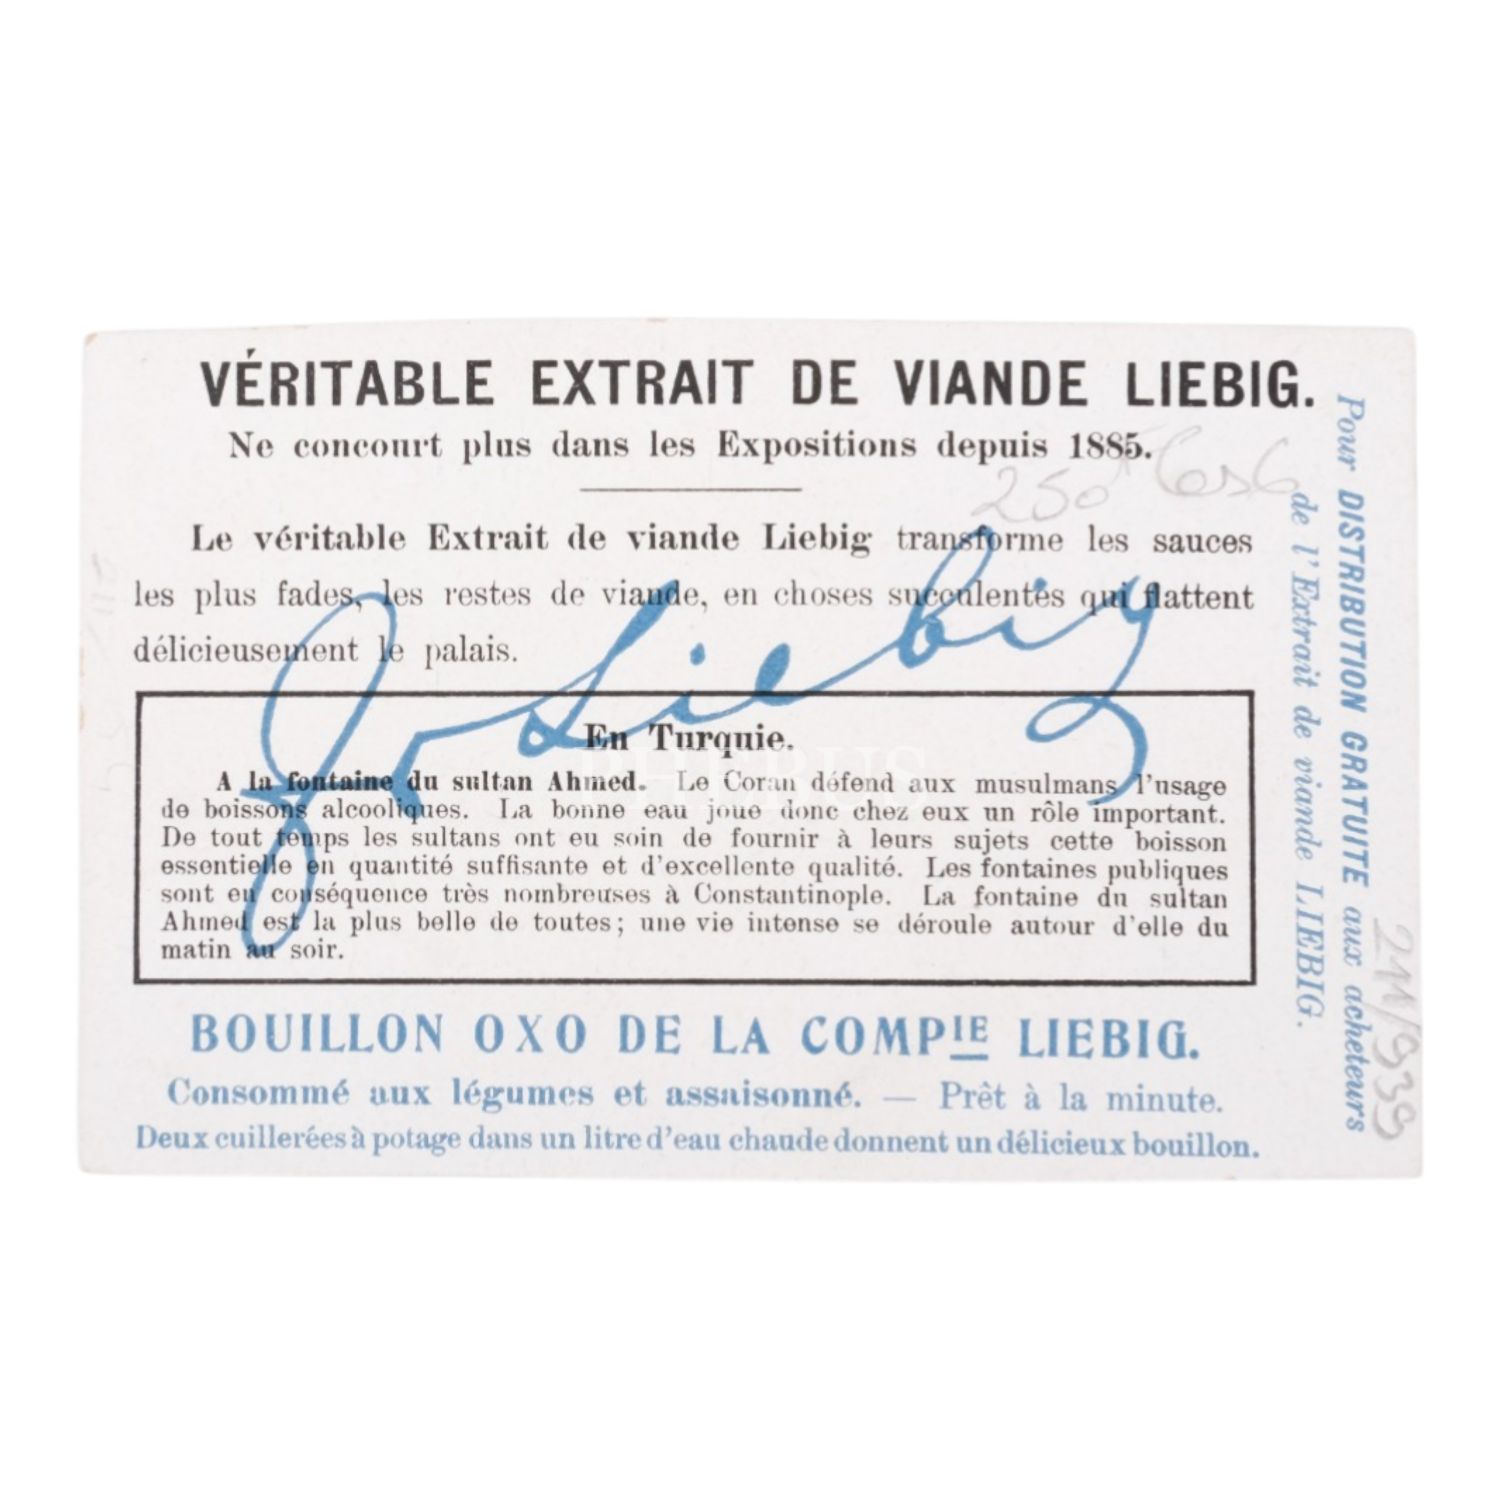 VÉRITABLE EXTRAIT DE VIANDE LIEBIG.
Ne concourt plus dans les Expositions depuis 1885.
Le véritable Extrait de viande Liebig transforme les sauces
les plus fades, les restes de viande, en choses succulentes qui flattent
délicieusement le palais.
En Turquie.
A la fontaine du sultan Ahmed. Le Coran défend aux musulmans l'usage
de boissons alcooliques. La bonne eau joue donc chez eux un rôle important.
De tout temps les sultans ont eu soin de fournir à leurs sujets cette boisson
essentielle en quantité suffisante et d'excellente qualité. Les fontaines publiques
sont en conséquence très nombreuses à Constantinople. La fontaine du sultan
Ahmed est la plus belle de toutes; une vie intense se déroule autour d'elle du
matin au soir.
Liebig
BOUILLON OXO DE LA COMPIE LIEBIG.
Consommé aux légumes et assaisonné. — Prêt à la minute.
Deux cuillerées à potage dans un litre d'eau chaude donnent un délicieux bouillon.
Pour DISTRIBUTION GRATUITE aux acheteurs
de l'Extrait de viande LIEBIG.
250
PHEBUS